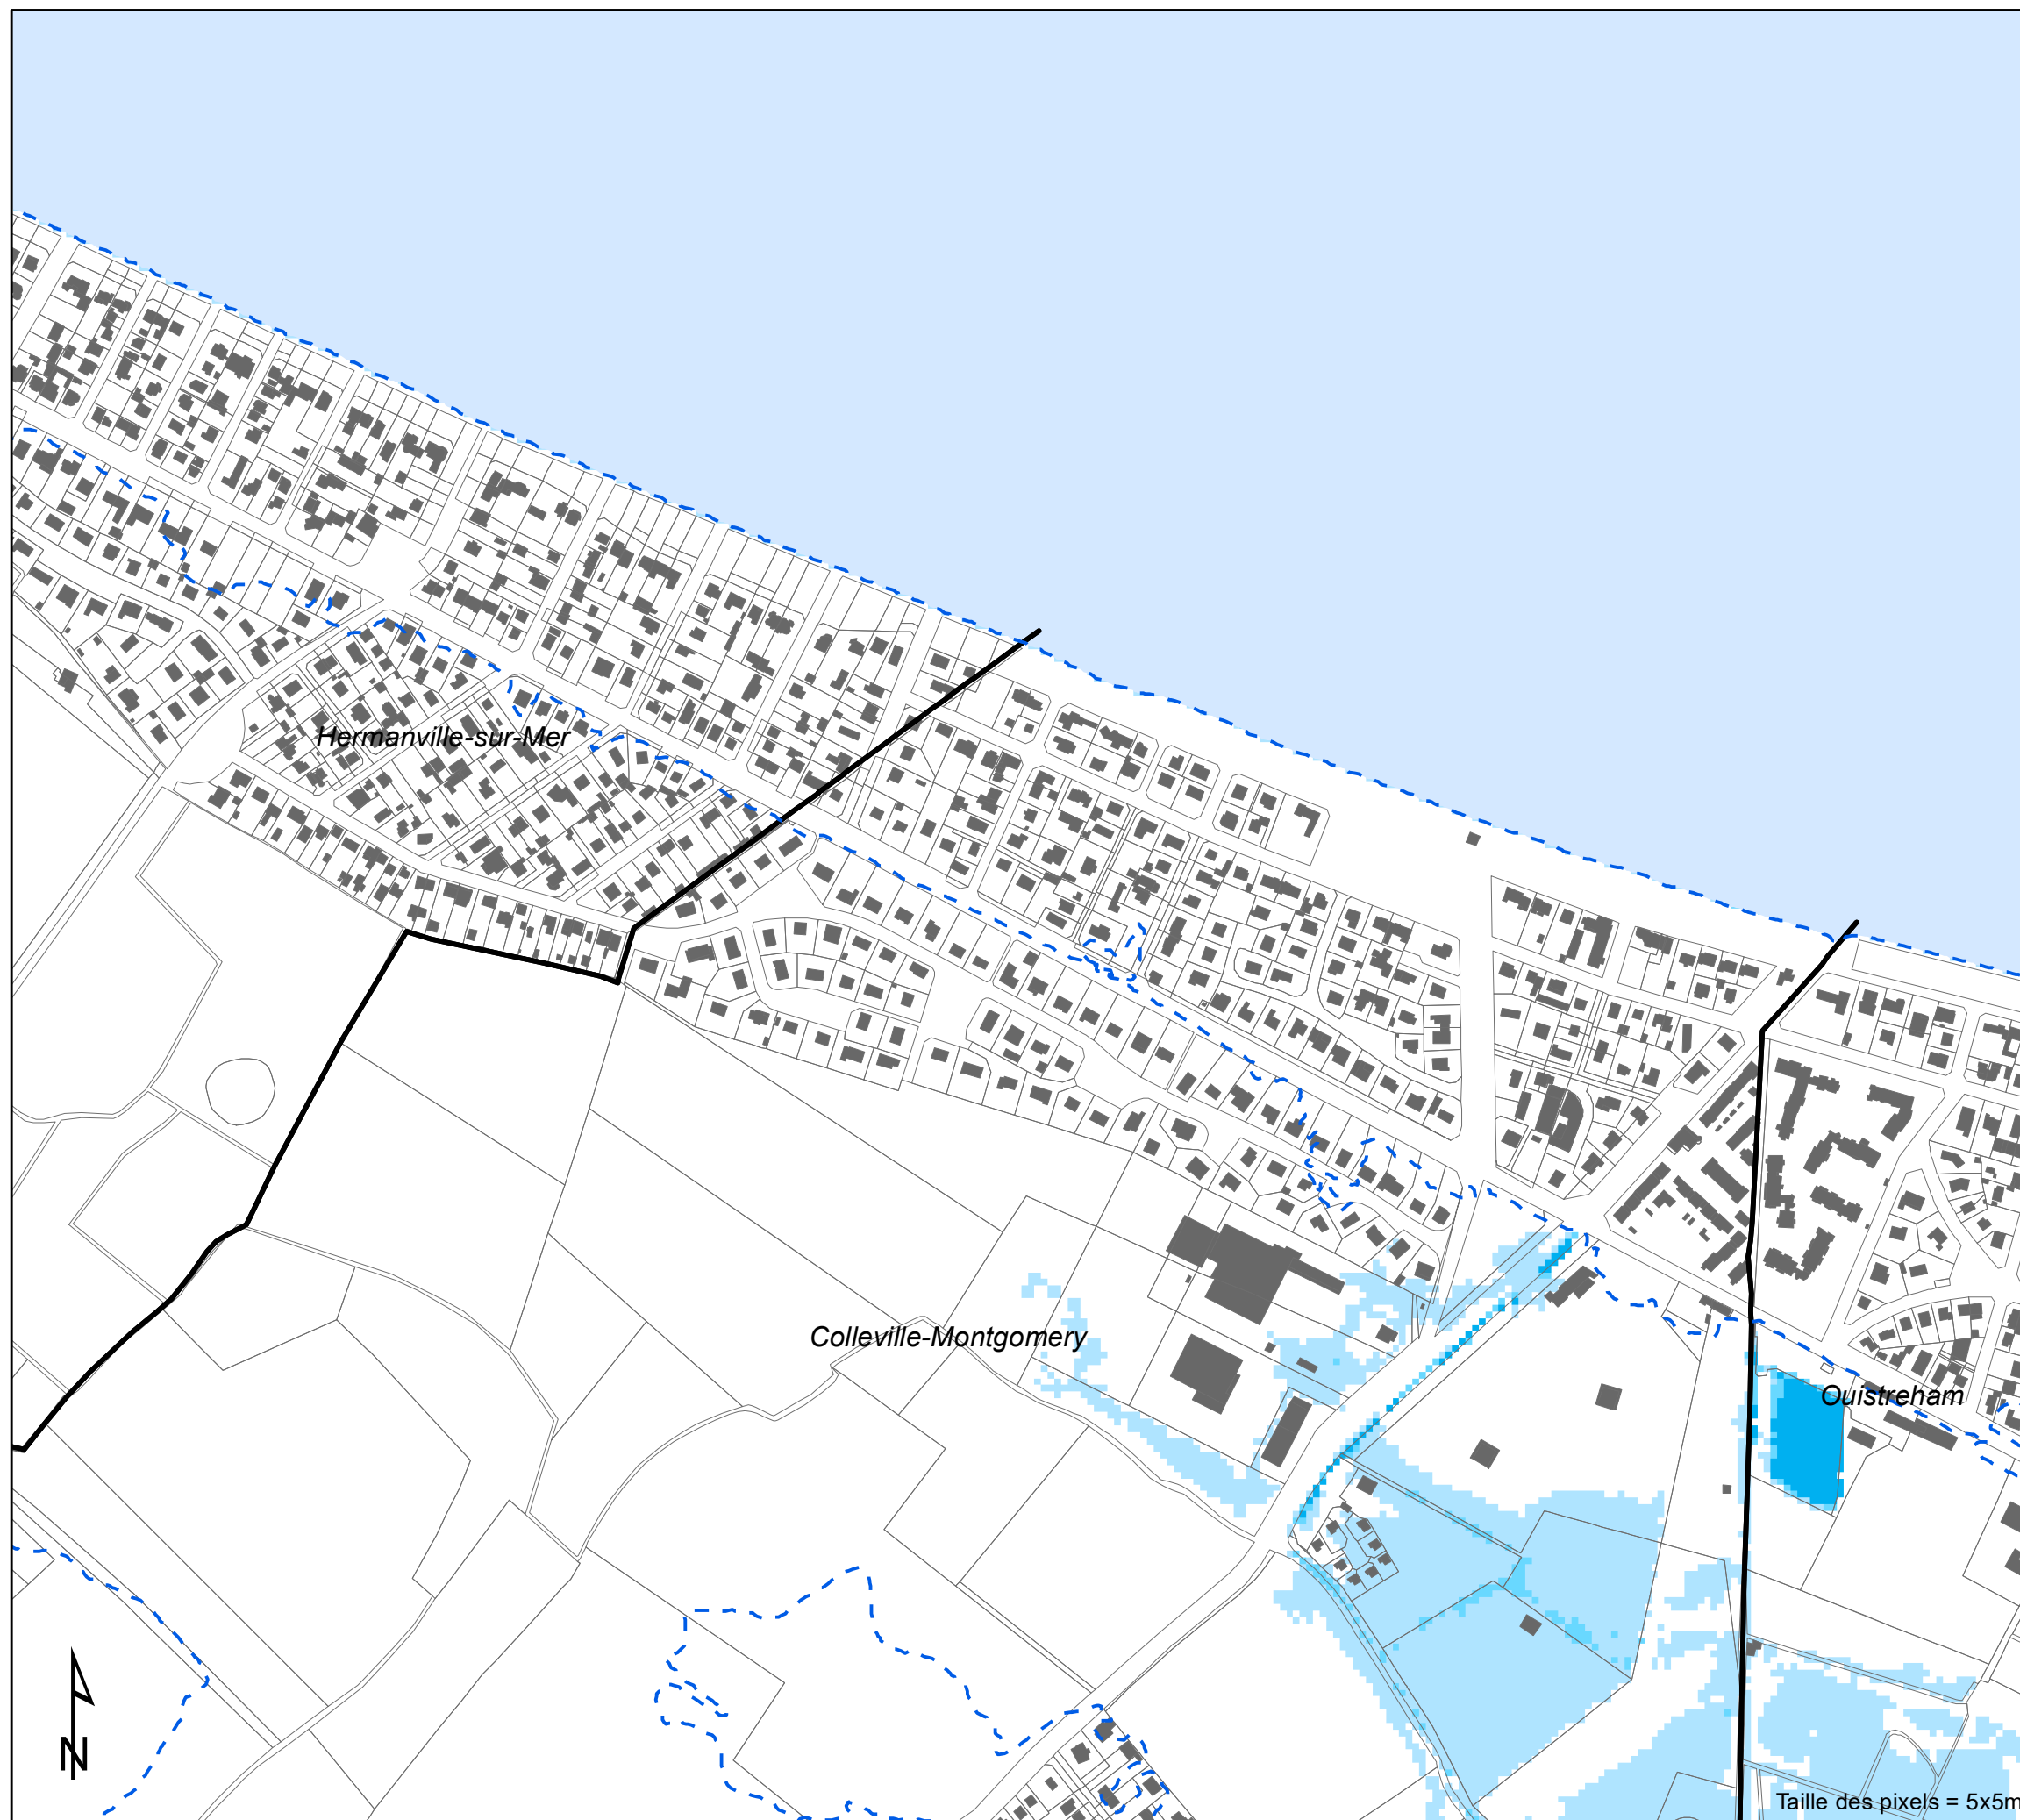 Hermanville-sur-Mer
Colleville-Montgomery
Ouistreham
N
Taille des pixels = 5x5m